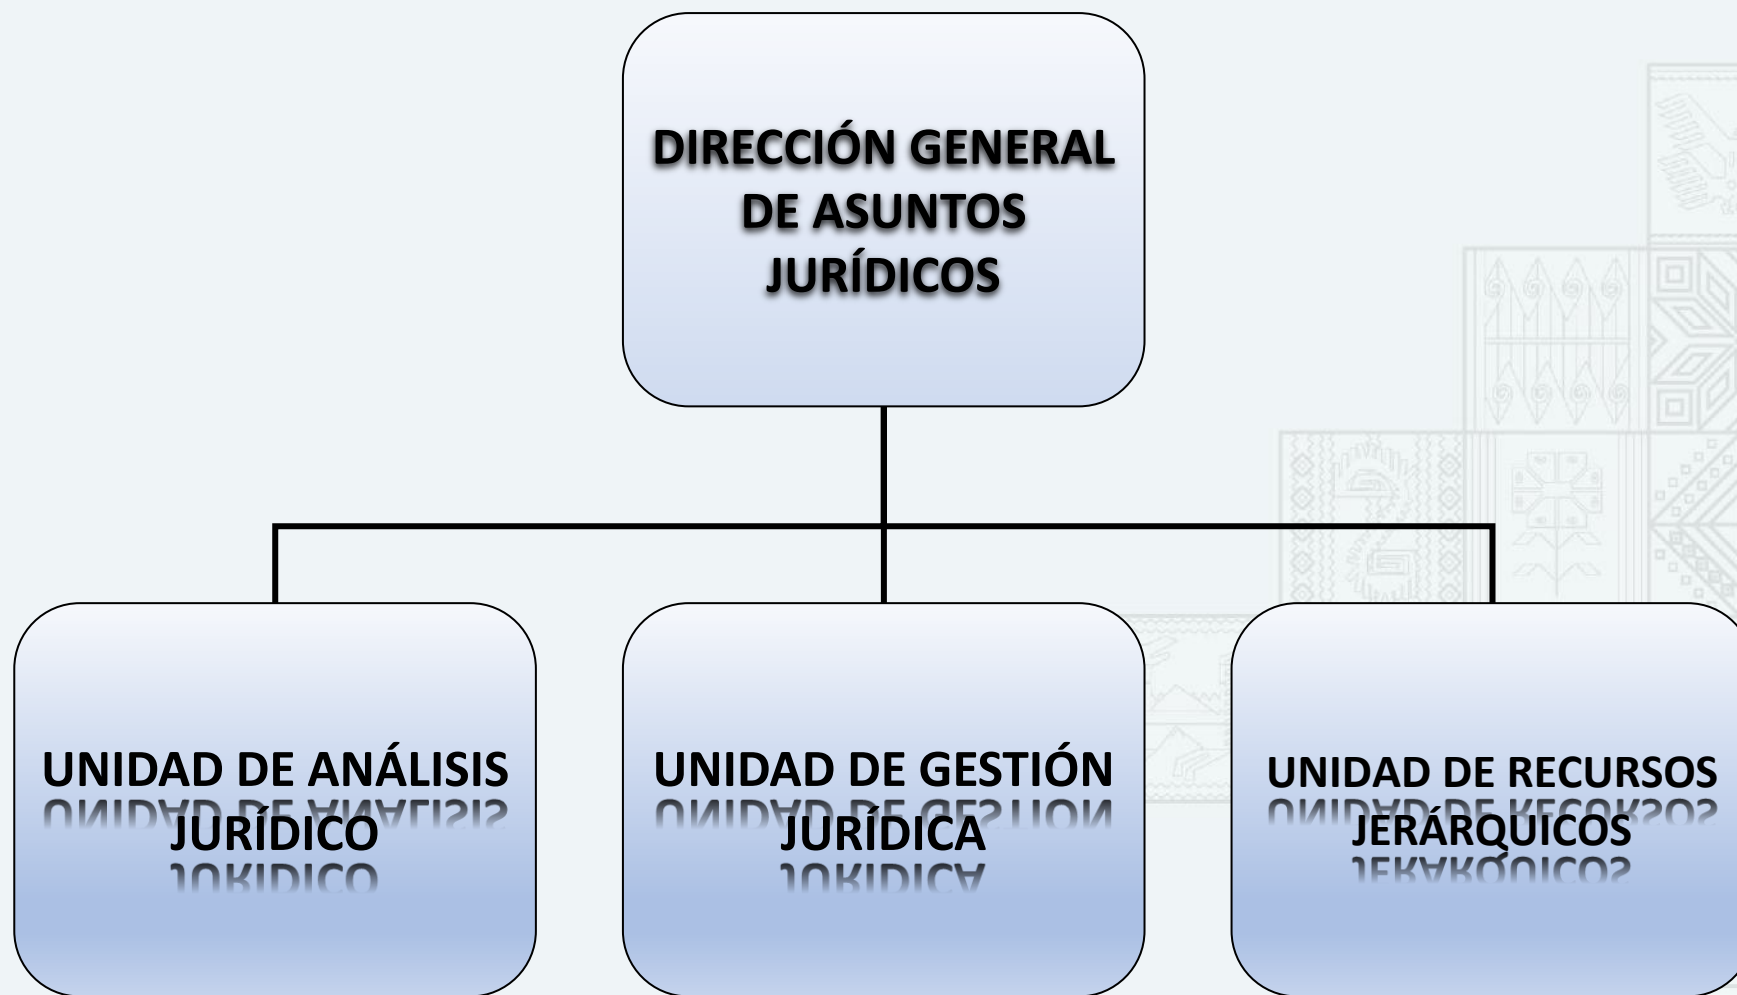 DIRECCIÓN GENERAL
DE ASUNTOS
JURÍDICOS
UNIDAD DE ANÁLISIS
JURÍDICO
UNIDAD DE GESTIÓN
JURÍDICA
UNIDAD DE RECURSOS
JERÁRQUICOS